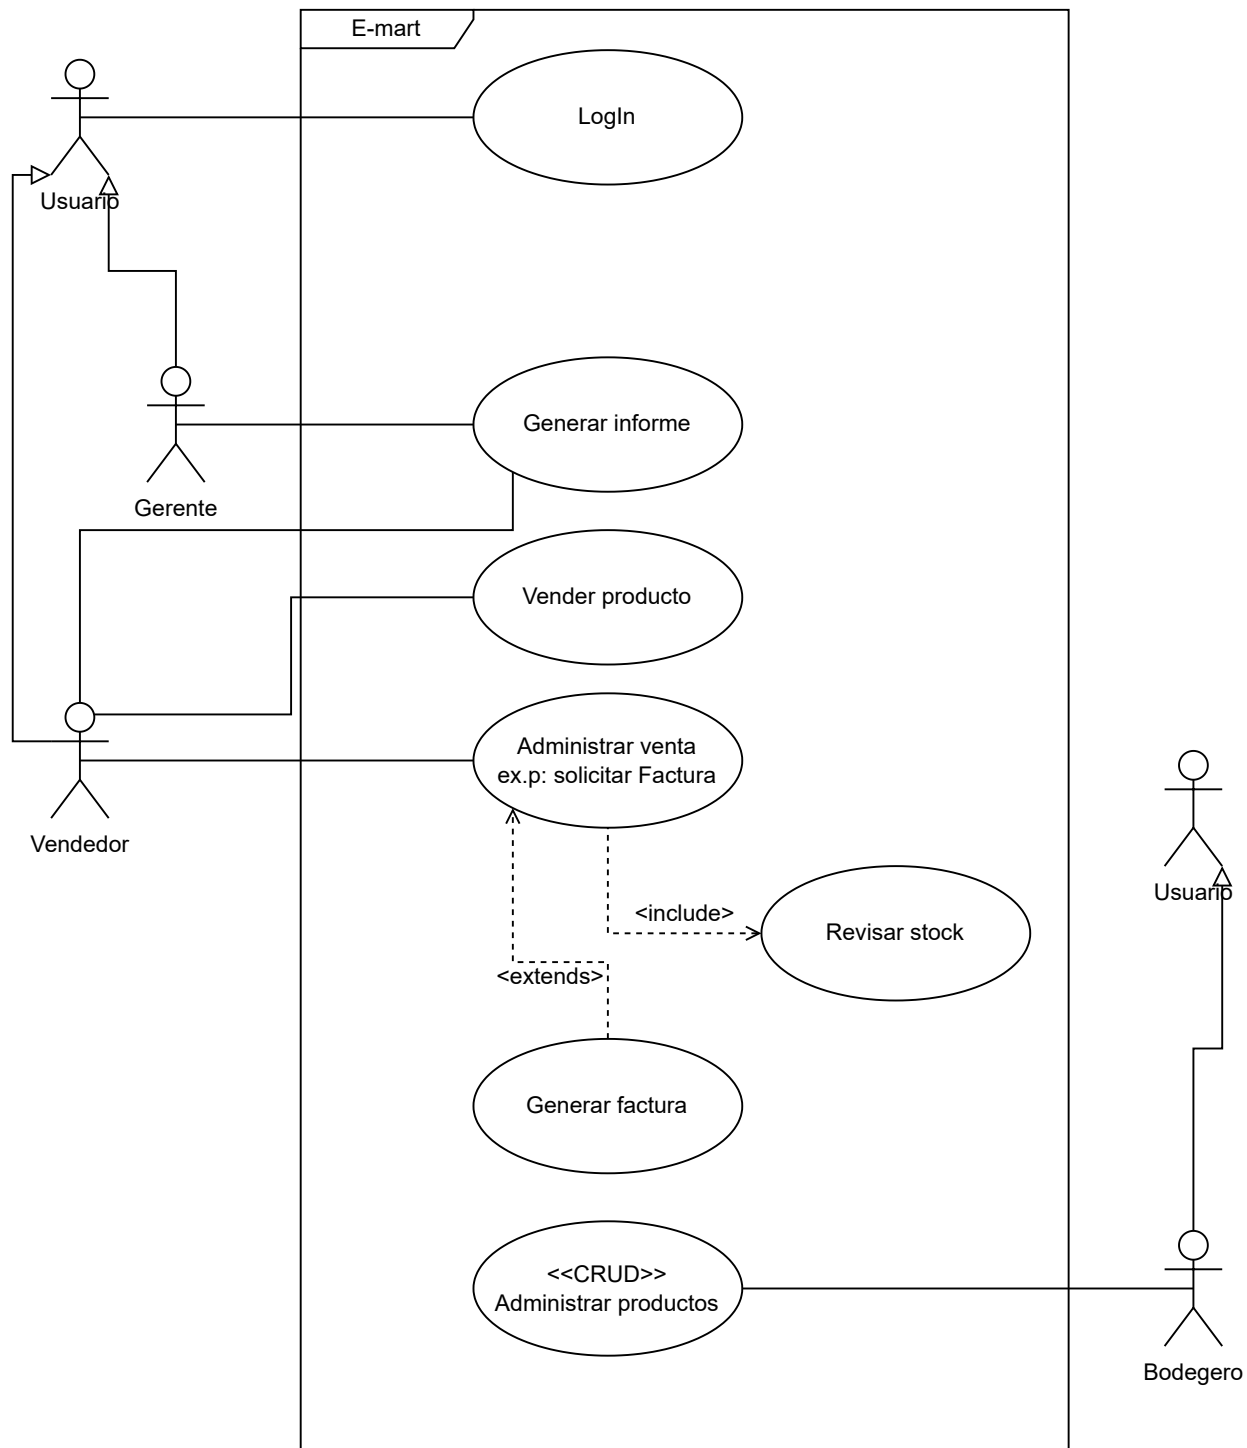 E-mart
LogIn
Usuario
Generar informe
Gerente
Vender producto
Administrar venta
ex.p: solicitar Factura
Vendedor
Usuario
<include>
Revisar stock
<extends>
Generar factura
<<CRUD>>
Administrar productos
Bodegero